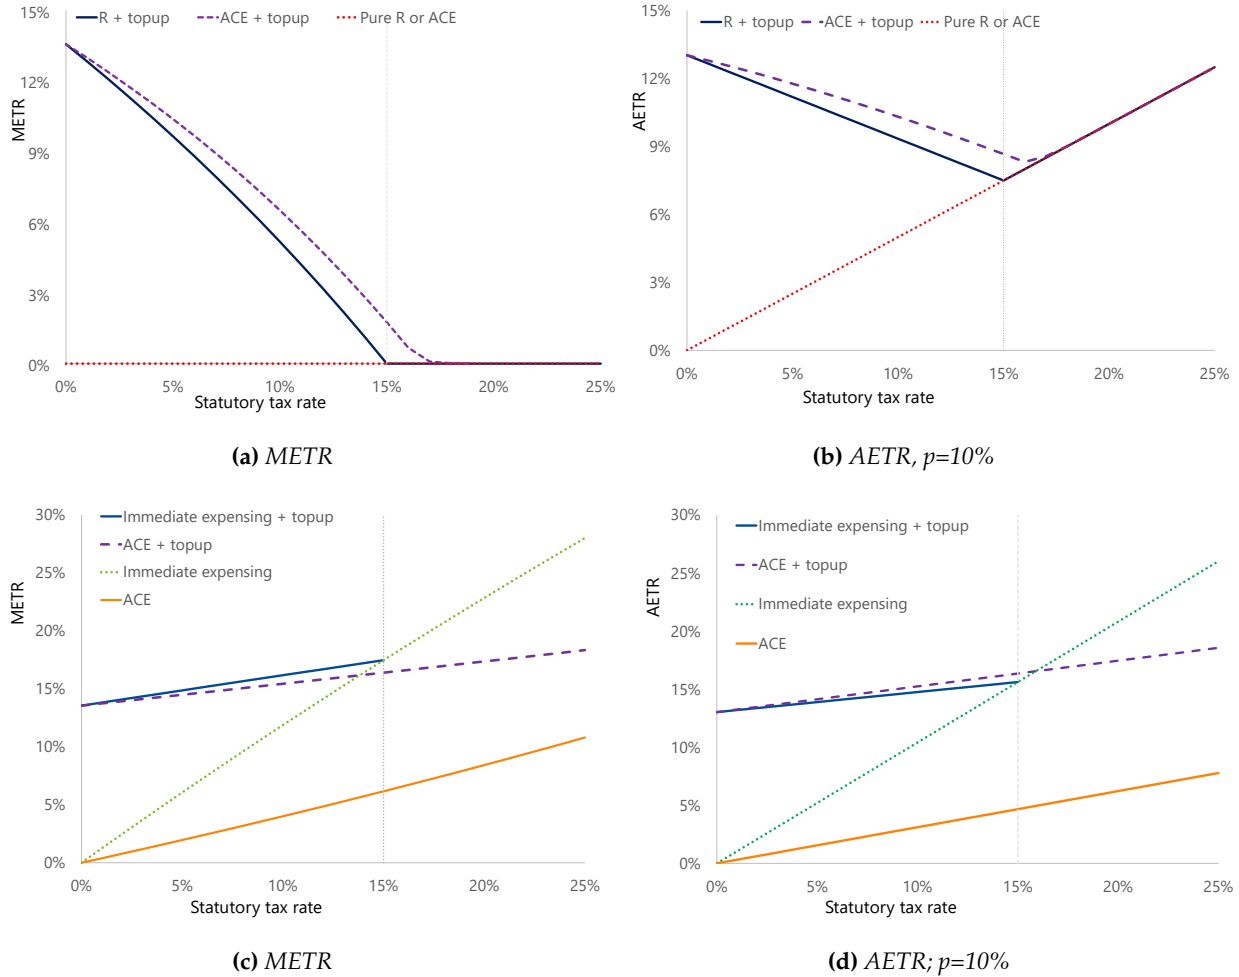 R + topup ACE + topup Pure R or ACE
15%
12%
9%
6%
3%
0%
METR
0% 5% 10% 15% 20% 25%
Statutory tax rate
(a) METR
R + topup ACE + topup Pure R or ACE
15%
12%
9%
6%
3%
0%
AETR
0% 5% 10% 15% 20% 25%
Statutory tax rate
(b) AETR, p=10%
30%
25%
20%
15%
10%
5%
0%
METR
Immediate expensing + topup
ACE + topup
Immediate expensing
ACE
0% 5% 10% 15% 20% 25%
Statutory tax rate
(c) METR
30%
25%
20%
15%
10%
5%
0%
AETR
Immediate expensing + topup
ACE + topup
Immediate expensing
ACE
0% 5% 10% 15% 20% 25%
Statutory tax rate
(d) AETR; p=10%